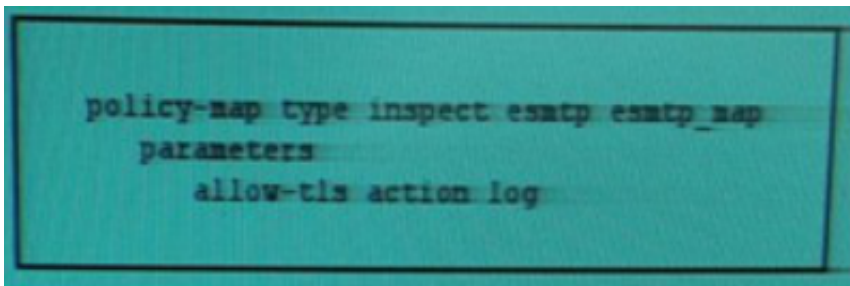 policy-map type inspect esmtp esmtp_map
parameters
allow-tls action log